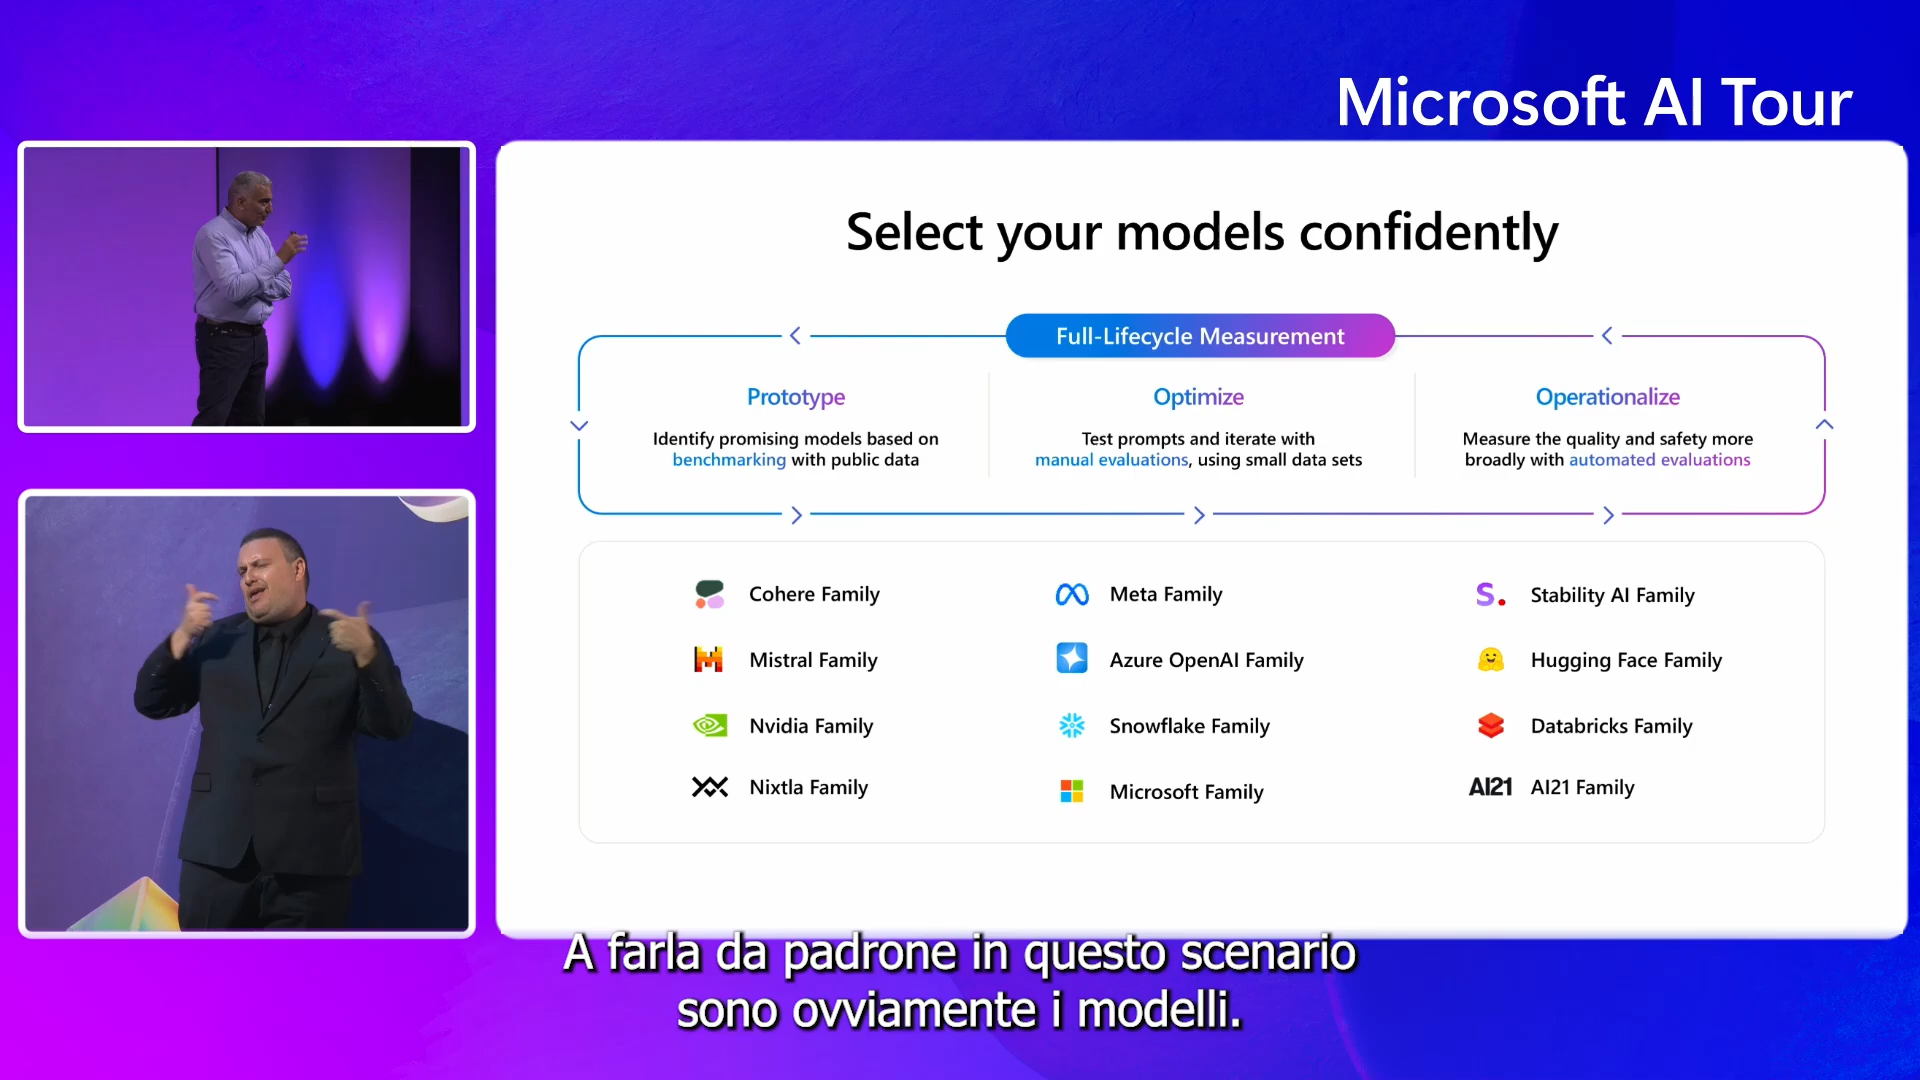 Microsoft AI Tour
Select your models confidently
Full-Lifecycle Measurement
Prototype
Identify promising models based on
benchmarking with public data
Optimize
Test prompts and iterate with
manual evaluations, using small data sets
Operationalize
Measure the quality and safety more
broadly with automated evaluations
Cohere Family
Meta Family
S. Stability AI Family
Mistral Family
Azure OpenAI Family
Hugging Face Family
Nvidia Family
Snowflake Family
Databricks Family
Nixtla Family
Microsoft Family
AI21 AI21 Family
A farla da padrone in questo scenario
sono ovviamente i modelli.